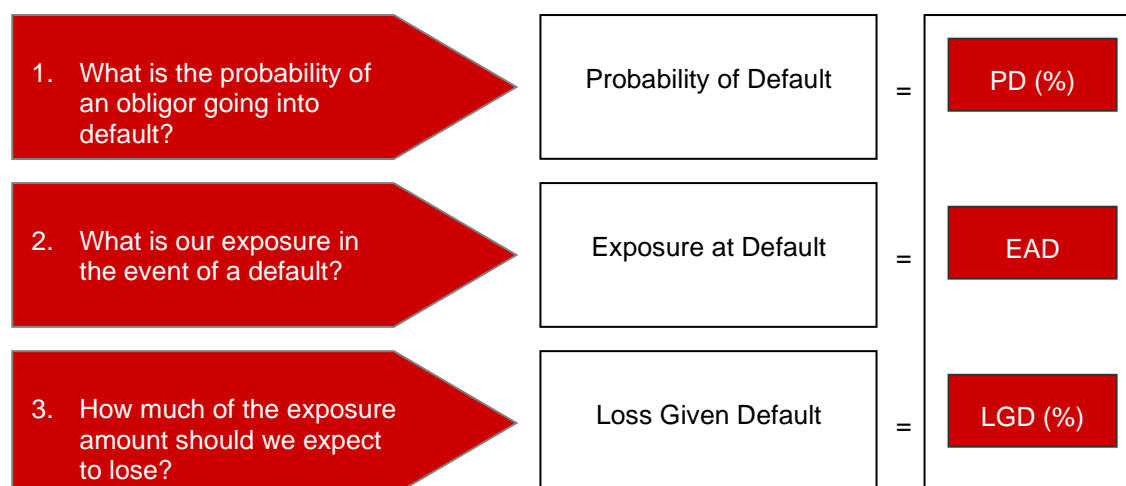 1. What is the probability of
an obligor going into
default?
Probability of Default
=
PD (%)
2. What is our exposure in
the event of a default?
Exposure at Default
=
EAD
3. How much of the exposure
amount should we expect
to lose?
Loss Given Default
=
LGD (%)